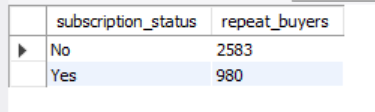 subscription_status repeat_buyers
No 2583
Yes 980